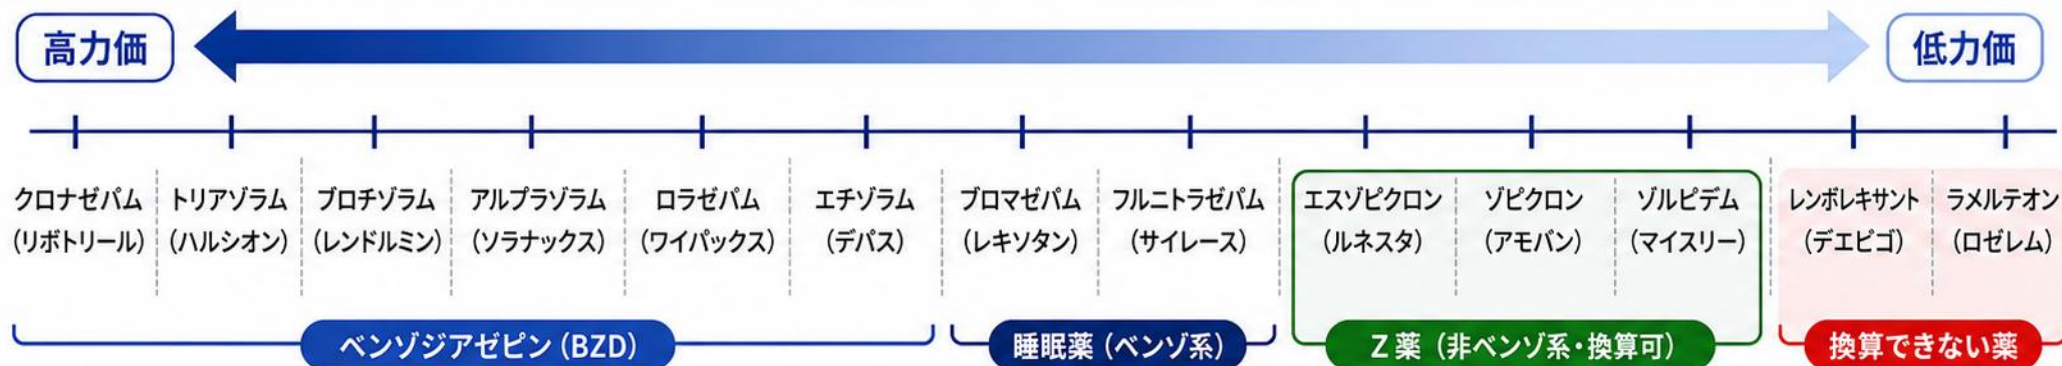 高力価
低力価
クロナゼパム
(リボトリール)
トリアゾラム
(ハルシオン)
ブロチゾラム
(レンドルミン)
アルプラゾラム
(ソラナックス)
ロラゼパム
(ワイパックス)
エチゾラム
(デパス)
ブロマゼパム
(レキソタン)
フルニトラゼパム
(サイレース)
エスゾピクロン
(ルネスタ)
ゾピクロン
(アモバン)
ゾルピデム
(マイスリー)
レンボレキサント
(デエビゴ)
ラメルテオン
(ロゼレム)
ベンゾジアゼピン(BZD)
睡眠薬(ベンゾ系)
Z薬(非ベンゾ系・換算可)
換算できない薬